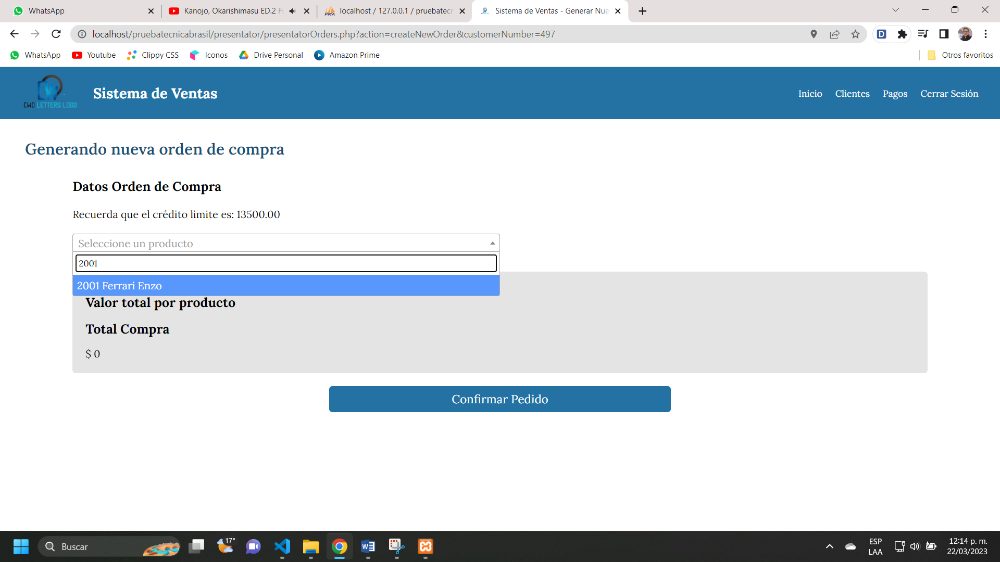 WhatsApp
Kanojo, Okarishimasu ED.2 Fu
localhost / 127.0.0.1 / pruebatecn
Sistema de Ventas - Generar Nue
localhost/pruebatecnicabrasil/presentator/presentatorOrders.php?action=createNewOrder&customerNumber=497
WhatsApp
Youtube
Clippy CSS
Iconos
Drive Personal
Amazon Prime
Otros favoritos
CWO LETTERS LOGO
Sistema de Ventas
Inicio
Clientes
Pagos
Cerrar Sesión
Generando nueva orden de compra
Datos Orden de Compra
Recuerda que el crédito limite es: 13500.00
Seleccione un producto
2001
2001 Ferrari Enzo
Valor total por producto
Total Compra
$ 0
Confirmar Pedido
Buscar
17°
ESP
LAA
12:14 p. m.
22/03/2023